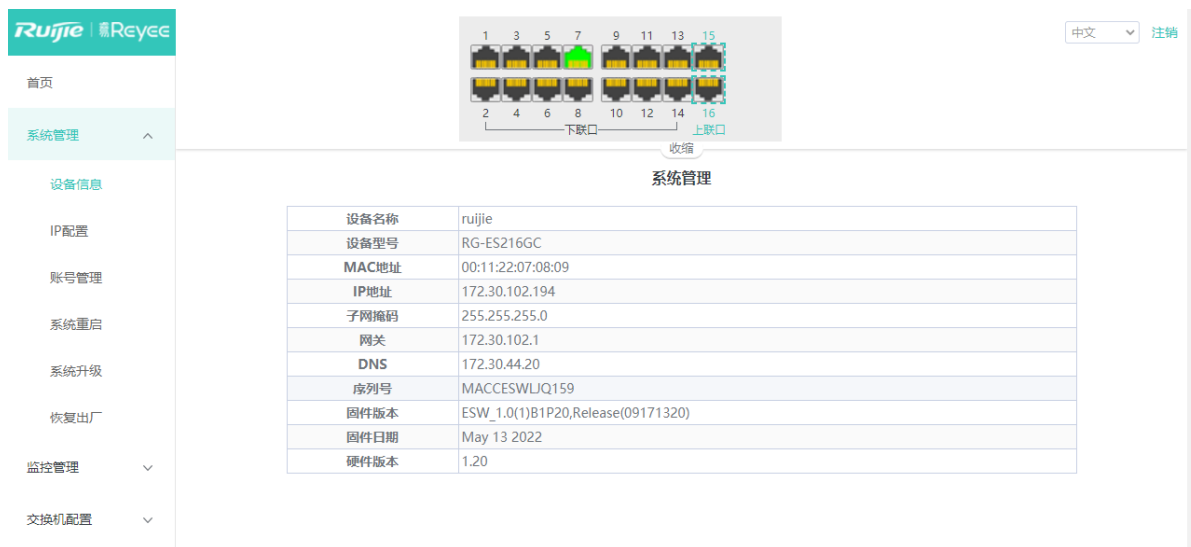 Ruijie | 睿易Reyee
中文
注销
1 3 5 7 9 11 13 15
2 4 6 8 10 12 14 16
下联口 上联口
收缩
首页
系统管理
设备信息
IP配置
账号管理
系统重启
系统升级
恢复出厂
监控管理
交换机配置
系统管理
设备名称 ruijie
设备型号 RG-ES216GC
MAC地址 00:11:22:07:08:09
IP地址 172.30.102.194
子网掩码 255.255.255.0
网关 172.30.102.1
DNS 172.30.44.20
序列号 MACCESWLJQ159
固件版本 ESW_1.0(1)B1P20,Release(09171320)
固件日期 May 13 2022
硬件版本 1.20